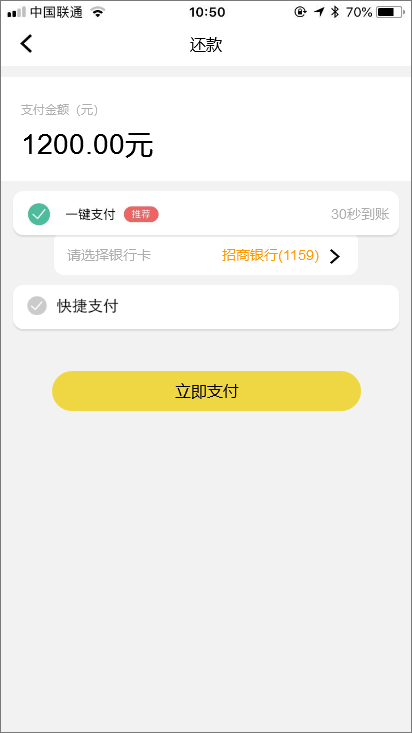 中国联通 10:50 70%
还款
支付金额（元）
1200.00元
一键支付 推荐 30秒到账
请选择银行卡 招商银行(1159)
快捷支付
立即支付